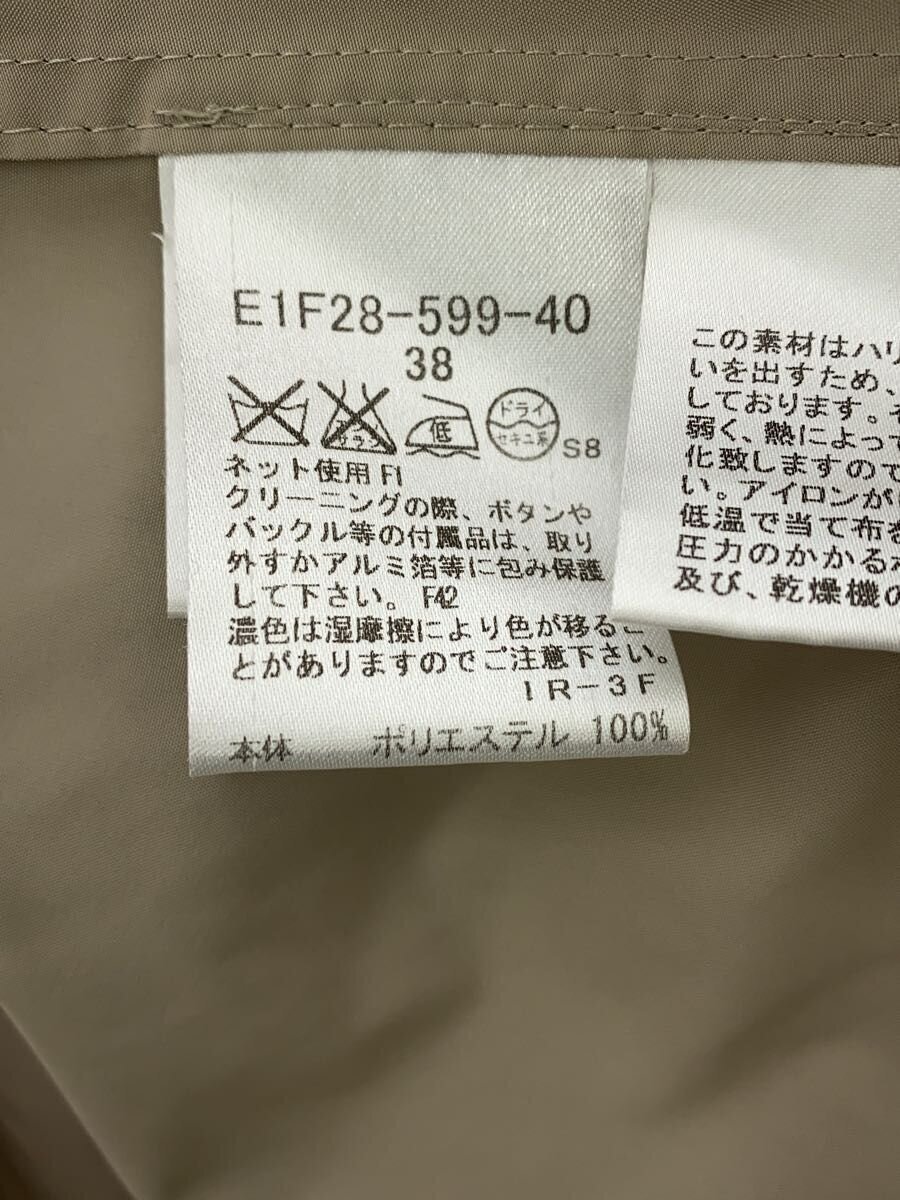 E1F28-599-40
38
サラシ
低
ドライ
セキユ系
S8
ネット使用 F1
クリーニングの際、ボタンや
バックル等の付属品は、取り
外すかアルミ箔等に包み保護
して下さい。 F42
濃色は湿摩擦により色が移るこ
とがありますのでご注意下さい。
IR-3F
本体 ポリエステル 100%
この素材はハリ
いを出すため、
しております。
弱く、熱によって
化致しますので
い。アイロンが
低温で当て布を
圧力のかかる
及び、乾燥機の